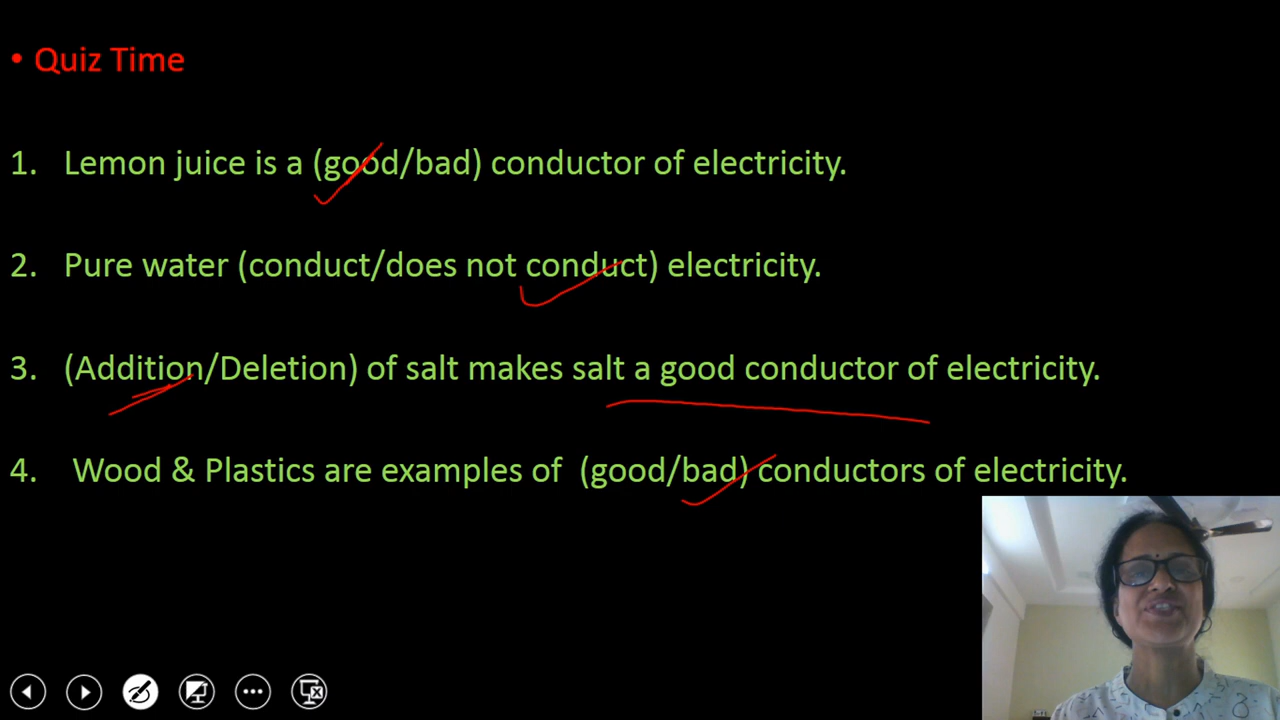 • Quiz Time
1. Lemon juice is a (good/bad) conductor of electricity.
2. Pure water (conduct/does not conduct) electricity.
3. (Addition/Deletion) of salt makes salt a good conductor of electricity.
4. Wood & Plastics are examples of (good/bad) conductors of electricity.